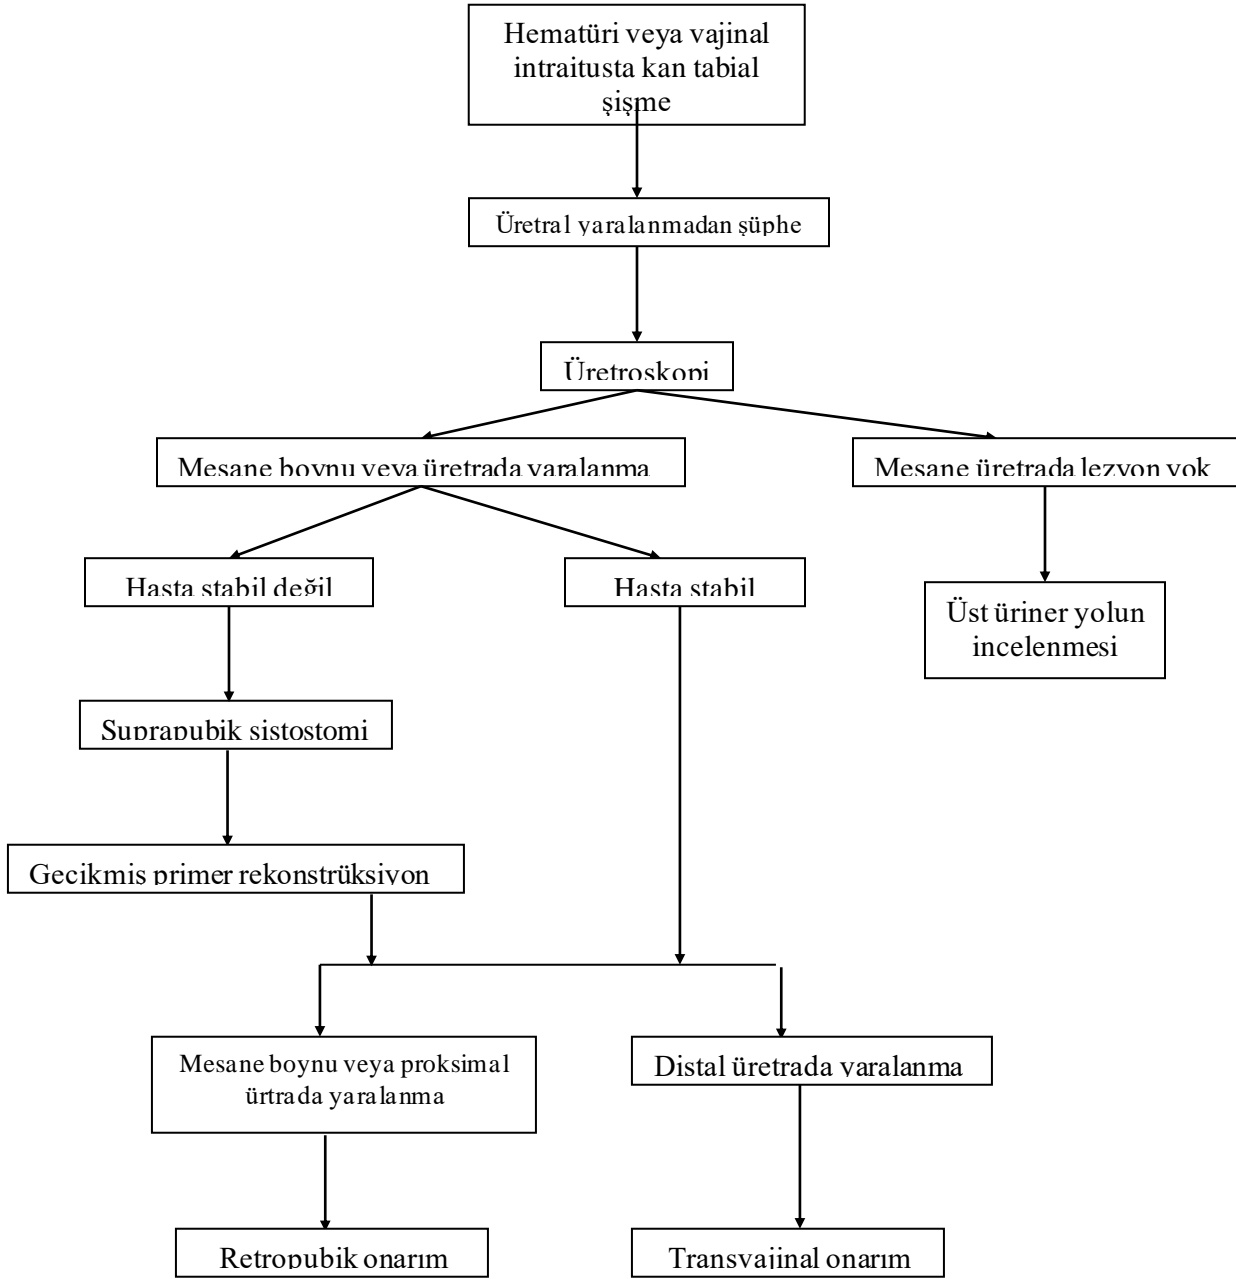 Hematüri veya vajinal
intraitusta kan tabial
şişme
Üretral yaralanmadan şüphe
Üretroskopi
Mesane boynu veya üretrada yaralanma
Mesane üretrada lezyon yok
Hasta stabil değil
Hasta stabil
Üst üriner yolun
incelenmesi
Suprapubik sistostomi
Gecikmiş primer rekonstrüksiyon
Mesane boynu veya proksimal
ürtrada yaralanma
Distal üretrada yaralanma
Retropubik onarım
Transvajinal onarım